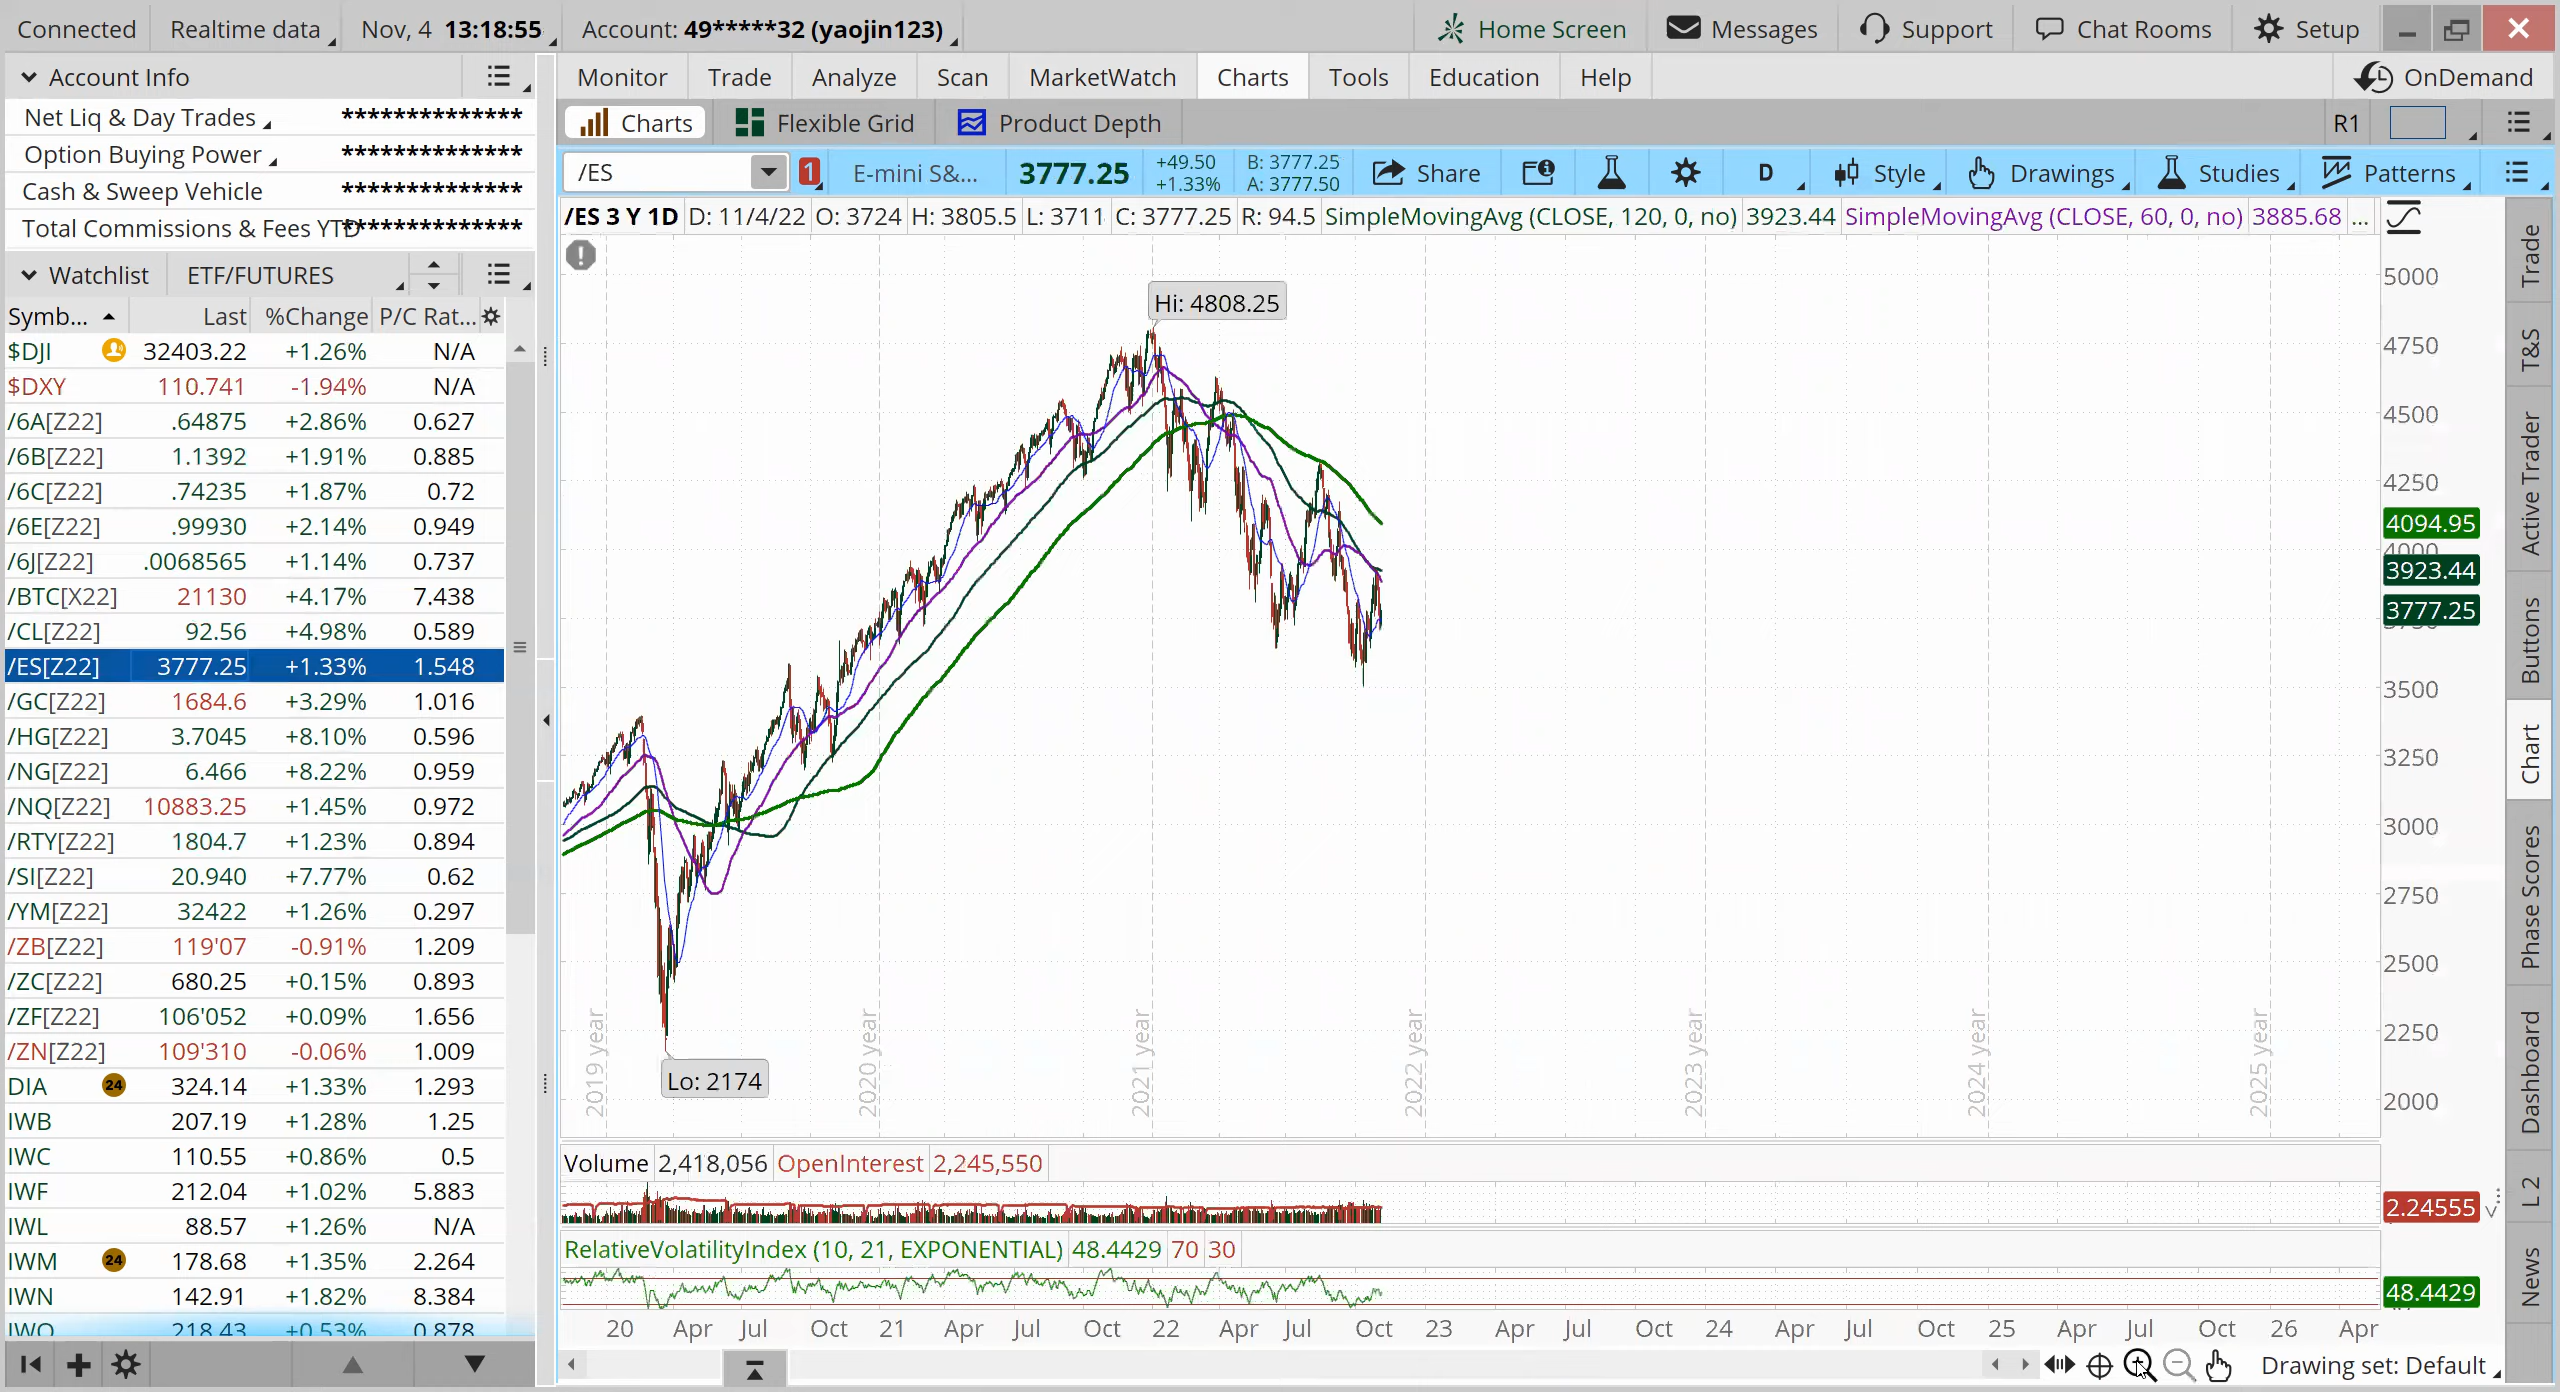 Connected Realtime data Nov, 4 13:18:55 Account: 49*****32 (yaojin123) Home Screen Messages Support Chat Rooms Setup
Account Info Monitor Trade Analyze Scan MarketWatch Charts Tools Education Help OnDemand
Net Liq & Day Trades **************
Option Buying Power **************
Cash & Sweep Vehicle **************
Total Commissions & Fees YTD **************
Charts Flexible Grid Product Depth R1
/ES 1 E-mini S&... 3777.25 +49.50 +1.33% B: 3777.25 A: 3777.50 Share D Style Drawings Studies Patterns
/ES 3 Y 1D D: 11/4/22 O: 3724 H: 3805.5 L: 3711 C: 3777.25 R: 94.5 SimpleMovingAvg (CLOSE, 120, 0, no) 3923.44 SimpleMovingAvg (CLOSE, 60, 0, no) 3885.68 ...
Watchlist ETF/FUTURES
Symb... Last %Change P/C Rat...
$DJI 32403.22 +1.26% N/A
$DXY 110.741 -1.94% N/A
/6A[Z22] .64875 +2.86% 0.627
/6B[Z22] 1.1392 +1.91% 0.885
/6C[Z22] .74235 +1.87% 0.72
/6E[Z22] .99930 +2.14% 0.949
/6J[Z22] .0068565 +1.14% 0.737
/BTC[X22] 21130 +4.17% 7.438
/CL[Z22] 92.56 +4.98% 0.589
/ES[Z22] 3777.25 +1.33% 1.548
/GC[Z22] 1684.6 +3.29% 1.016
/HG[Z22] 3.7045 +8.10% 0.596
/NG[Z22] 6.466 +8.22% 0.959
/NQ[Z22] 10883.25 +1.45% 0.972
/RTY[Z22] 1804.7 +1.23% 0.894
/SI[Z22] 20.940 +7.77% 0.62
/YM[Z22] 32422 +1.26% 0.297
/ZB[Z22] 119'07 -0.91% 1.209
/ZC[Z22] 680.25 +0.15% 0.893
/ZF[Z22] 106'052 +0.09% 1.656
/ZN[Z22] 109'310 -0.06% 1.009
DIA 24 324.14 +1.33% 1.293
IWB 207.19 +1.28% 1.25
IWC 110.55 +0.86% 0.5
IWF 212.04 +1.02% 5.883
IWL 88.57 +1.26% N/A
IWM 24 178.68 +1.35% 2.264
IWN 142.91 +1.82% 8.384
IWO 218.43 +0.53% 0.878
Hi: 4808.25
Lo: 2174
5000
4750
4500
4250
4094.95
4000
3923.44
3777.25
3500
3250
3000
2750
2500
2250
2000
2019 year
2020 year
2021 year
2022 year
2023 year
2024 year
2025 year
Volume 2,418,056 OpenInterest 2,245,550
2.24555
RelativeVolatilityIndex (10, 21, EXPONENTIAL) 48.4429 70 30
48.4429
20 Apr Jul Oct 21 Apr Jul Oct 22 Apr Jul Oct 23 Apr Jul Oct 24 Apr Jul Oct 25 Apr Jul Oct 26 Apr
Drawing set: Default
Trade
T&S
Active Trader
Buttons
Chart
Phase Scores
Dashboard
L 2
News